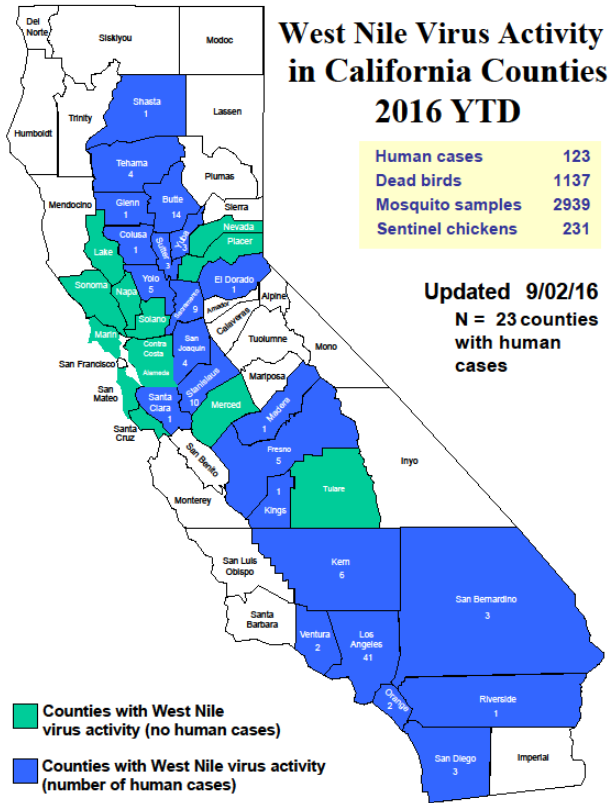 West Nile Virus Activity
in California Counties
2016 YTD
Human cases 123
Dead birds 1137
Mosquito samples 2939
Sentinel chickens 231
Updated 9/02/16
N = 23 counties
with human
cases
Del
Norte
Siskiyou
Modoc
Shasta
1
Trinity
Humboldt
Lassen
Tehama
4
Plumas
Mendocino
Glenn
1
Butte
14
Sierra
Colusa
1
Sutter
Yuba
3
Nevada
Placer
Lake
Sonoma
Napa
Yolo
5
El Dorado
1
Sacramento
9
Amador
Alpine
Solano
Marin
Contra
Costa
Alameda
San
Joaquin
4
Calaveras
Tuolumne
Mono
San Francisco
San
Mateo
Santa
Clara
1
Stanislaus
10
Mariposa
Merced
Madera
1
Santa
Cruz
San Benito
Fresno
5
Inyo
Monterey
1
Kings
Tulare
San Luis
Obispo
Kern
6
San Bernardino
3
Santa
Barbara
Ventura
2
Los
Angeles
41
Orange
2
Riverside
1
San Diego
3
Imperial
Counties with West Nile
virus activity (no human cases)
Counties with West Nile virus activity
(number of human cases)